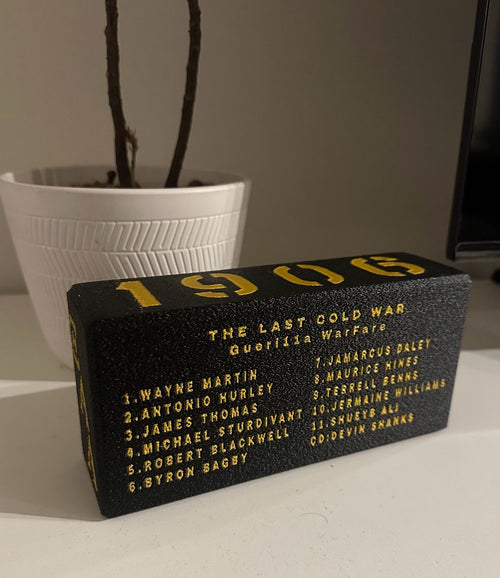 1906
THE LAST COLD WAR
Guerilla WarFare
1.WAYNE MARTIN
2.ANTONIO HURLEY
3.JAMES THOMAS
4.MICHAEL STURDIVANT
5.ROBERT BLACKWELL
6.BYRON BAGBY
7.JAMARCUS DALEY
8.MAURICE HINES
9.TERRELL BENNS
10.JERMAINE WILLIAMS
11.SHUEYB ALI
CD:DEVIN SHANKS